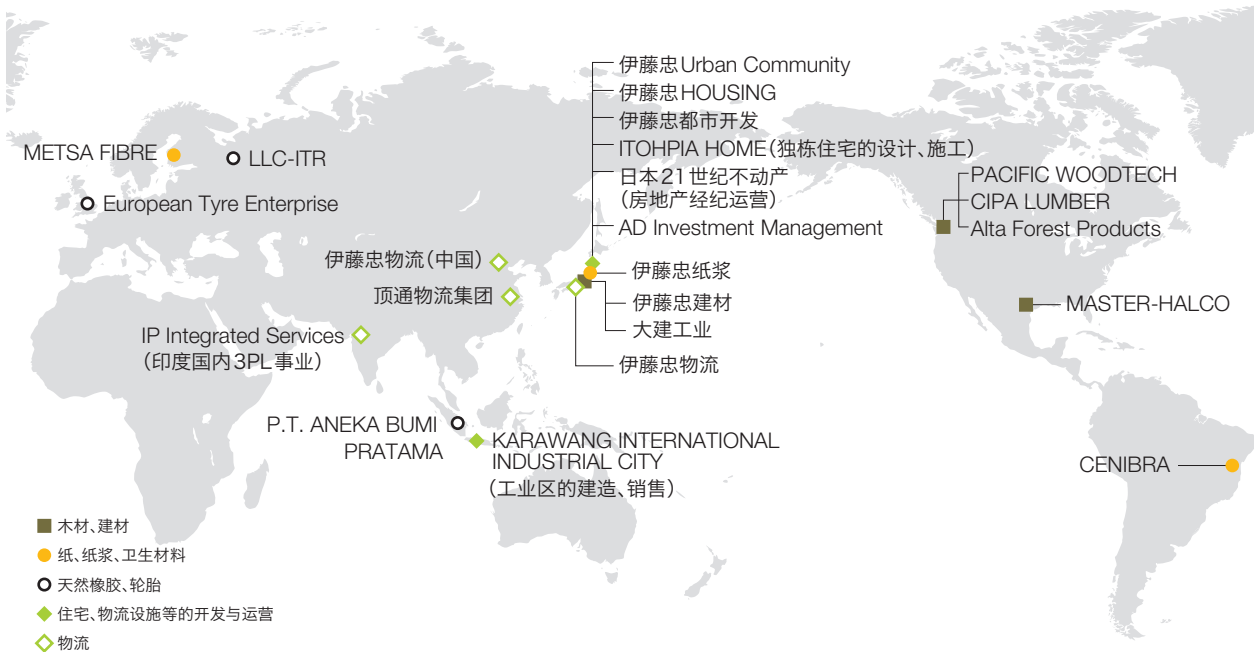 伊藤忠Urban Community
伊藤忠HOUSING
伊藤忠都市开发
ITOHPIA HOME(独栋住宅的设计、施工)
日本21世纪不动产
(房地产经纪运营)
AD Investment Management
METSA FIBRE
LLC-ITR
European Tyre Enterprise
伊藤忠物流(中国)
顶通物流集团
IP Integrated Services
(印度国内3PL事业)
伊藤忠纸浆
伊藤忠建材
大建工业
伊藤忠物流
PACIFIC WOODTECH
CIPA LUMBER
Alta Forest Products
MASTER-HALCO
P.T. ANEKA BUMI
PRATAMA
KARAWANG INTERNATIONAL
INDUSTRIAL CITY
(工业区的建造、销售)
CENIBRA
木材、建材
纸、纸浆、卫生材料
天然橡胶、轮胎
住宅、物流设施等的开发与运营
物流